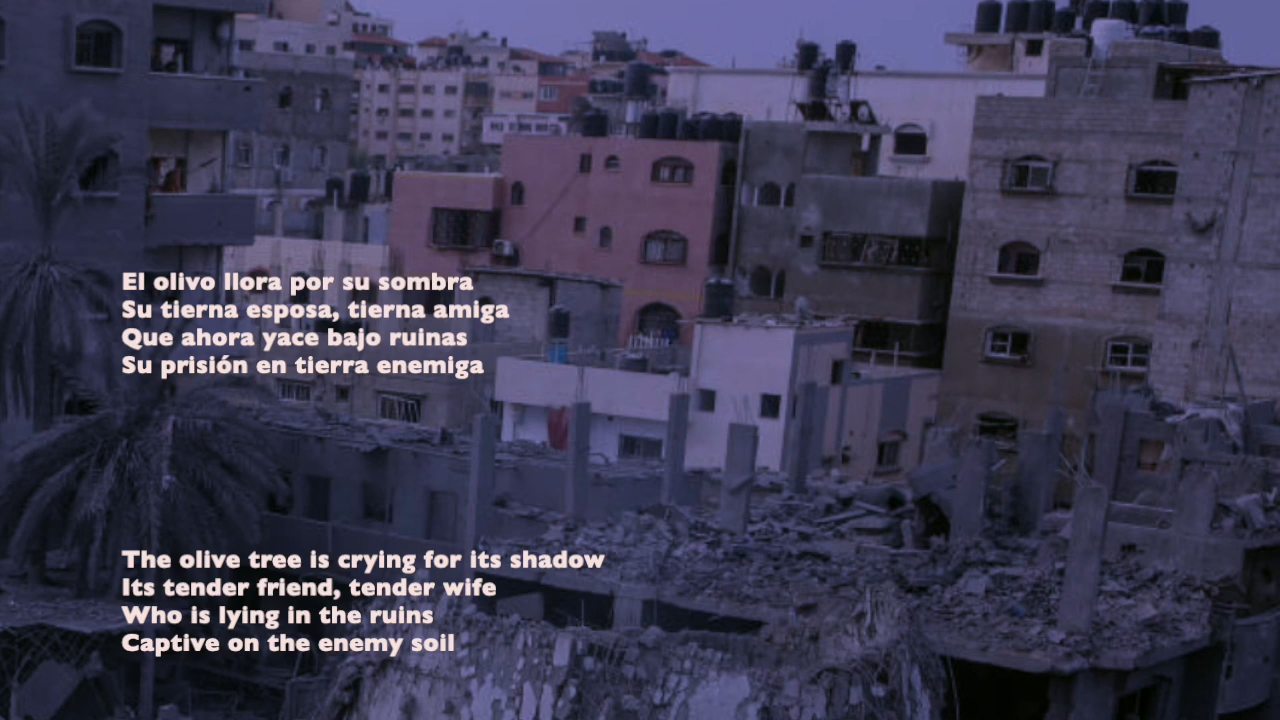 El olivo llora por su sombra
Su tierna esposa, tierna amiga
Que ahora yace bajo ruinas
Su prisión en tierra enemiga
The olive tree is crying for its shadow
Its tender friend, tender wife
Who is lying in the ruins
Captive on the enemy soil